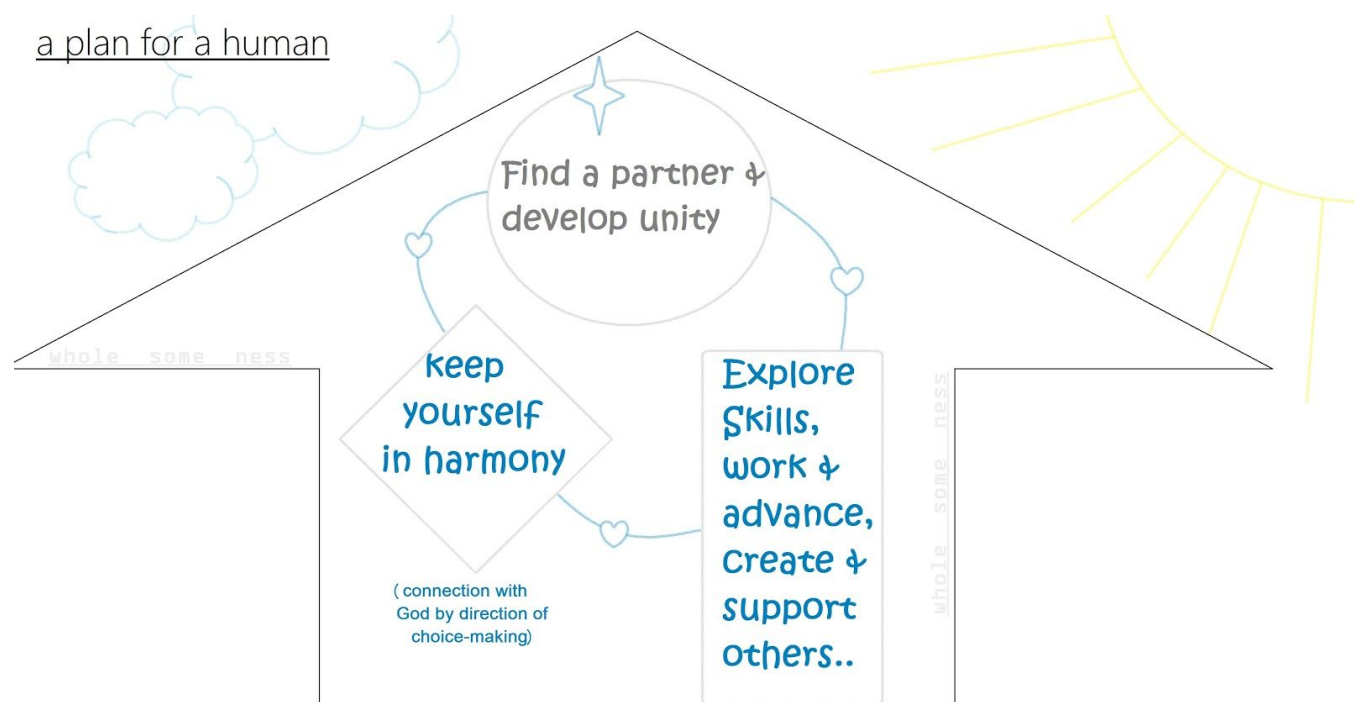 a plan for a human
Find a partner &
develop unity
whole some ness
keep
yourself
in harmony
(connection with
God by direction of
choice-making)
Explore
Skills,
work &
advance,
create &
support
others..
whole some ness